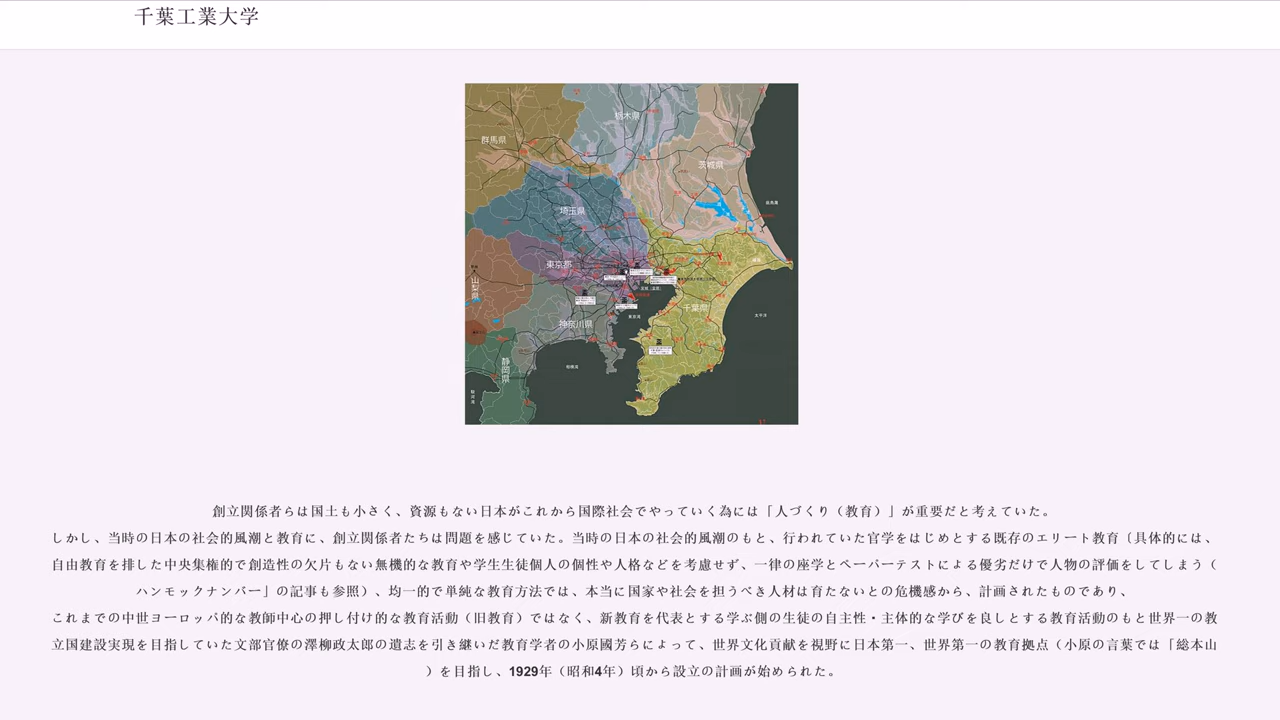 千葉工業大学
栃木県
群馬県
茨城県
埼玉県
鹿島灘
東京都
山梨県
千葉県
太平洋
東京湾
神奈川県
静岡県
相模湾
駿河湾
創立関係者らは国土も小さく、資源もない日本がこれから国際社会でやっていく為には「人づくり（教育）」が重要だと考えていた。
しかし、当時の日本の社会的風潮と教育に、創立関係者たちは問題を感じていた。当時の日本の社会的風潮のもと、行われていた官学をはじめとする既存のエリート教育〔具体的には、
自由教育を排した中央集権的で創造性の欠片もない無機的な教育や学生生徒個人の個性や人格などを考慮せず、一律の座学とペーパーテストによる優劣だけで人物の評価をしてしまう（
ハンモックナンバー」の記事も参照）、均一的で単純な教育方法では、本当に国家や社会を担うべき人材は育たないとの危機感から、計画されたものであり、
これまでの中世ヨーロッパ的な教師中心の押し付け的な教育活動（旧教育）ではなく、新教育を代表とする学ぶ側の生徒の自主性・主体的な学びを良しとする教育活動のもと世界一の教
立国建設実現を目指していた文部官僚の澤柳政太郎の遺志を引き継いだ教育学者の小原國芳らによって、世界文化貢献を視野に日本第一、世界第一の教育拠点（小原の言葉では「総本山
）を目指し、1929年（昭和4年）頃から設立の計画が始められた。